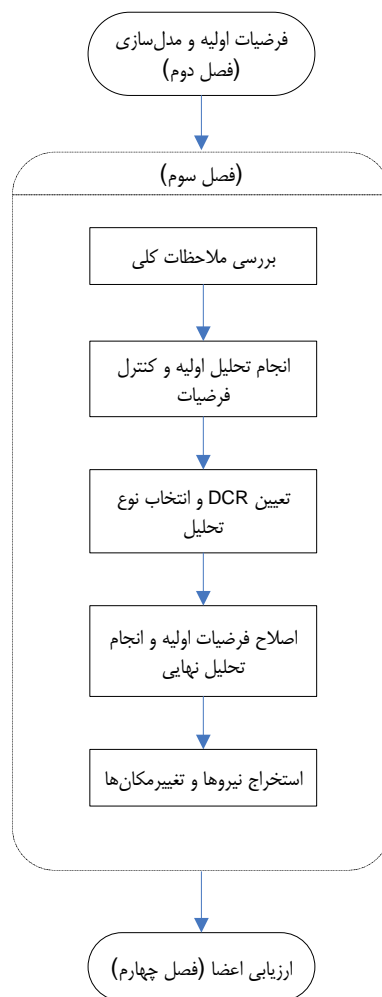 فرضیات اولیه و مدل‌سازی
(فصل دوم)
(فصل سوم)
بررسی ملاحظات کلی
انجام تحلیل اولیه و کنترل
فرضیات
تعیین DCR و انتخاب نوع
تحلیل
اصلاح فرضیات اولیه و انجام
تحلیل نهایی
استخراج نیروها و تغییرمکان‌ها
ارزیابی اعضا (فصل چهارم)